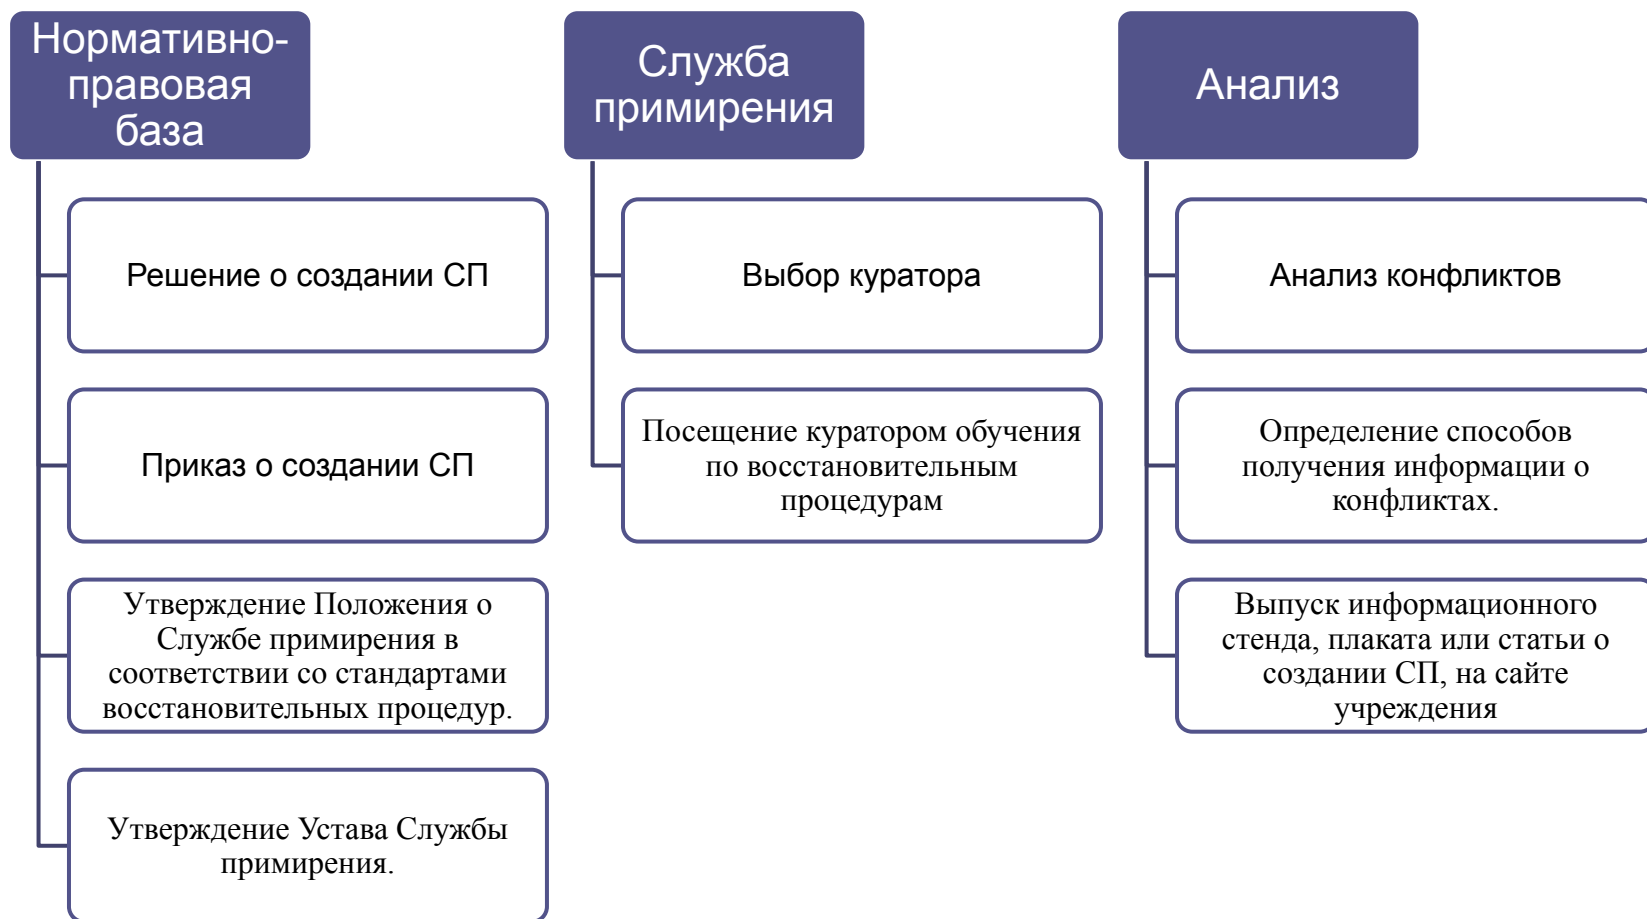 Нормативно-
правовая
база
Решение о создании СП
Приказ о создании СП
Утверждение Положения о
Службе примирения в
соответствии со стандартами
восстановительных процедур.
Утверждение Устава Службы
примирения.
Служба
примирения
Выбор куратора
Посещение куратором обучения
по восстановительным
процедурам
Анализ
Анализ конфликтов
Определение способов
получения информации о
конфликтах.
Выпуск информационного
стенда, плаката или статьи о
создании СП, на сайте
учреждения